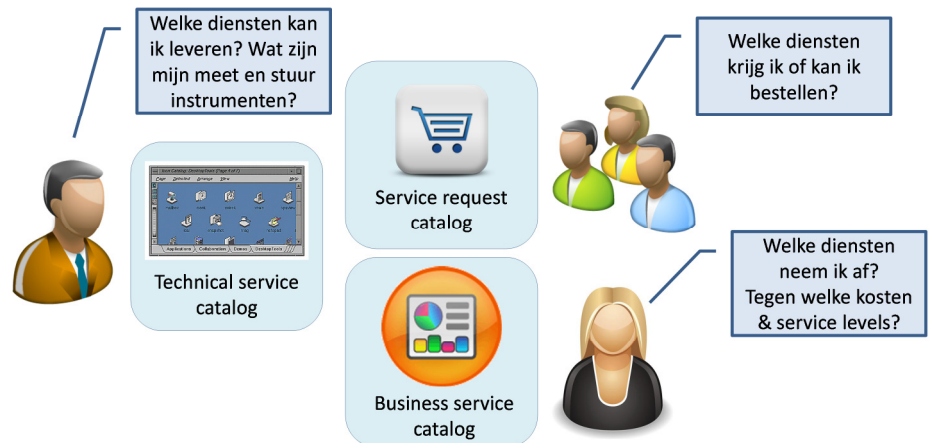 Welke diensten kan
ik leveren? Wat zijn
mijn meet en stuur
instrumenten?
Welke diensten
krijg ik of kan ik
bestellen?
Service request
catalog
Technical service
catalog
Welke diensten
neem ik af?
Tegen welke kosten
& service levels?
Business service
catalog